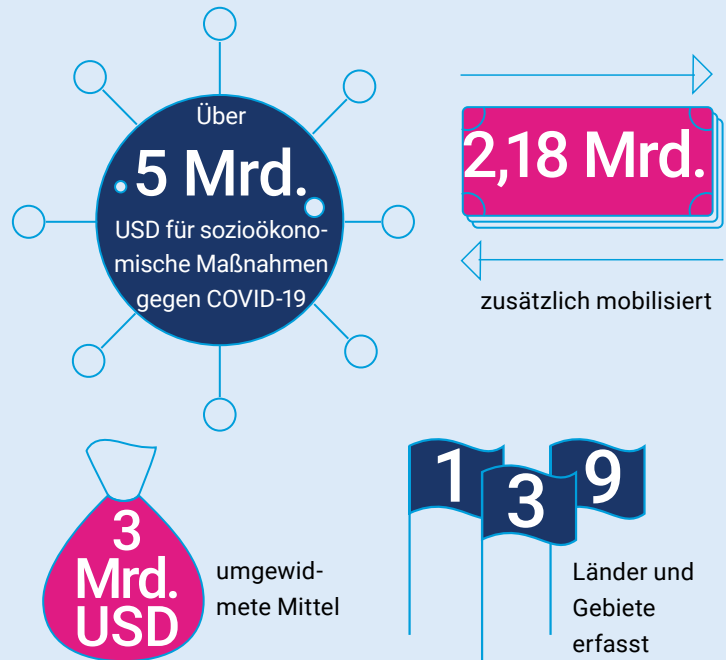 Über
5 Mrd.
USD für sozioökono-
mische Maßnahmen
gegen COVID-19
2,18 Mrd.
zusätzlich mobilisiert
3
Mrd.
USD
umgewid-
mete Mittel
1 3 9
Länder und
Gebiete
erfasst